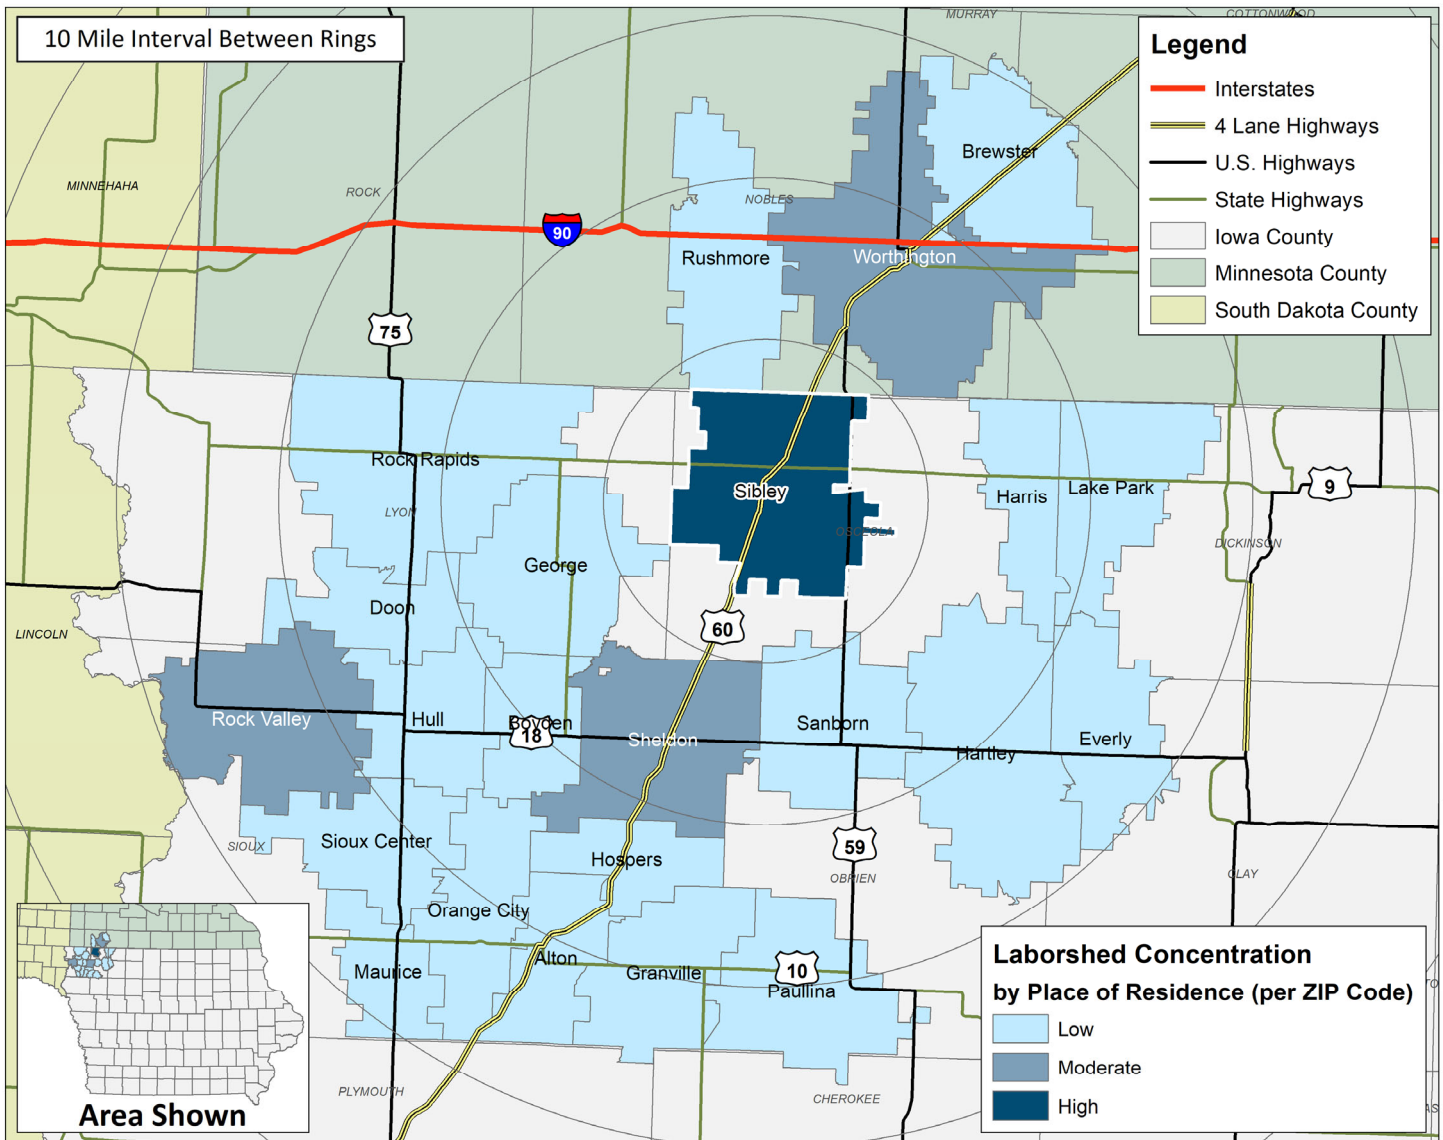 10 Mile Interval Between Rings
MURRAY
COTTONWOOD
Legend
Interstates
4 Lane Highways
U.S. Highways
State Highways
Iowa County
Minnesota County
South Dakota County
Brewster
MINNEHAHA
ROCK
NOBLES
90
Rushmore
Worthington
75
Rock Rapids
Sibley
Harris
Lake Park
9
LYON
OSCEOLA
DICKINSON
George
Doon
LINCOLN
60
Rock Valley
Hull
Boyden
18
Sheldon
Sanborn
Hartley
Everly
Sioux Center
SIOUX
Hospers
59
OBRIEN
CLAY
Orange City
Alton
Maurice
Granville
10
Paullina
PLYMOUTH
CHEROKEE
Area Shown
Laborshed Concentration
by Place of Residence (per ZIP Code)
Low
Moderate
High